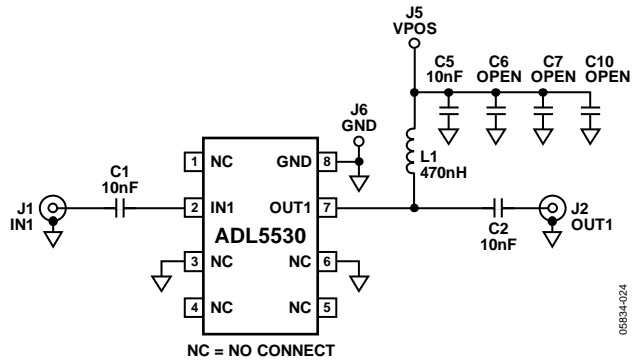 J5
VPOS
C5
10nF
C6
OPEN
C7
OPEN
C10
OPEN
J6
GND
L1
470nH
C1
10nF
J1
IN1
1 NC
GND 8
2 IN1
OUT1 7
ADL5530
3 NC
NC 6
4 NC
NC 5
C2
10nF
J2
OUT1
NC = NO CONNECT
05834-024